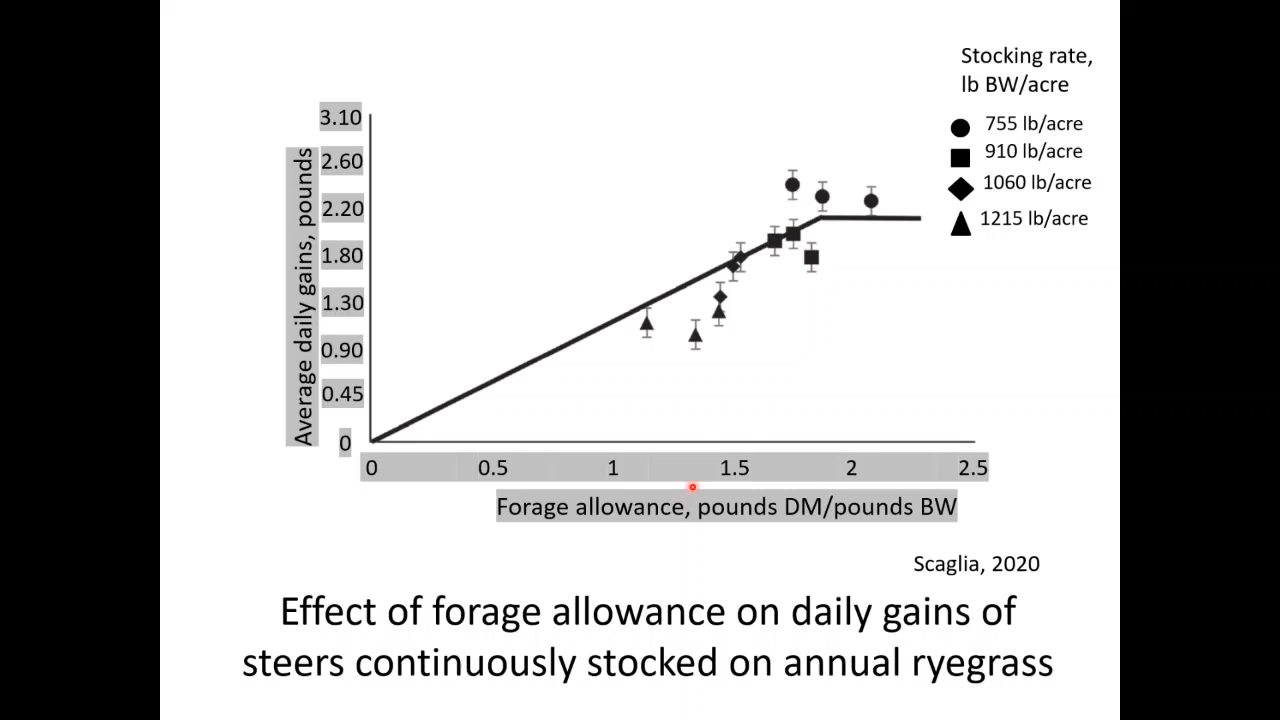 Stocking rate,
lb BW/acre
755 lb/acre
910 lb/acre
1060 lb/acre
1215 lb/acre
Average daily gains, pounds
3.10
2.60
2.20
1.80
1.30
0.90
0.45
0
0 0.5 1 1.5 2 2.5
Forage allowance, pounds DM/pounds BW
Scaglia, 2020
Effect of forage allowance on daily gains of
steers continuously stocked on annual ryegrass